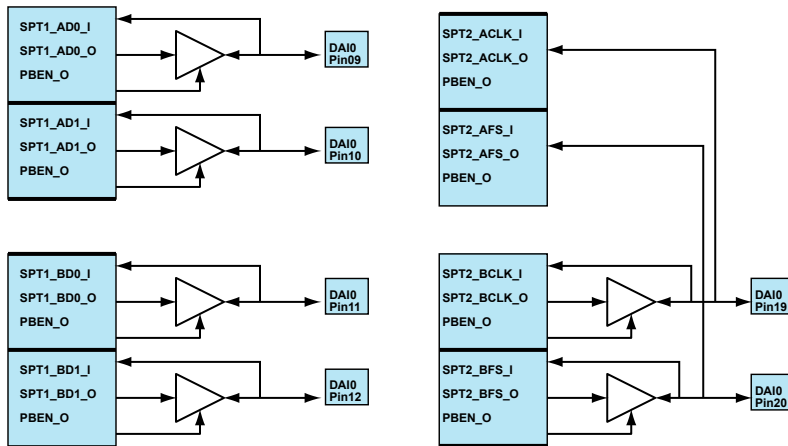 SPT1_AD0_I
SPT1_AD0_O
PBEN_O
DAI0
Pin09
SPT1_AD1_I
SPT1_AD1_O
PBEN_O
DAI0
Pin10
SPT1_BD0_I
SPT1_BD0_O
PBEN_O
DAI0
Pin11
SPT1_BD1_I
SPT1_BD1_O
PBEN_O
DAI0
Pin12
SPT2_ACLK_I
SPT2_ACLK_O
PBEN_O
SPT2_AFS_I
SPT2_AFS_O
PBEN_O
SPT2_BCLK_I
SPT2_BCLK_O
PBEN_O
DAI0
Pin19
SPT2_BFS_I
SPT2_BFS_O
PBEN_O
DAI0
Pin20